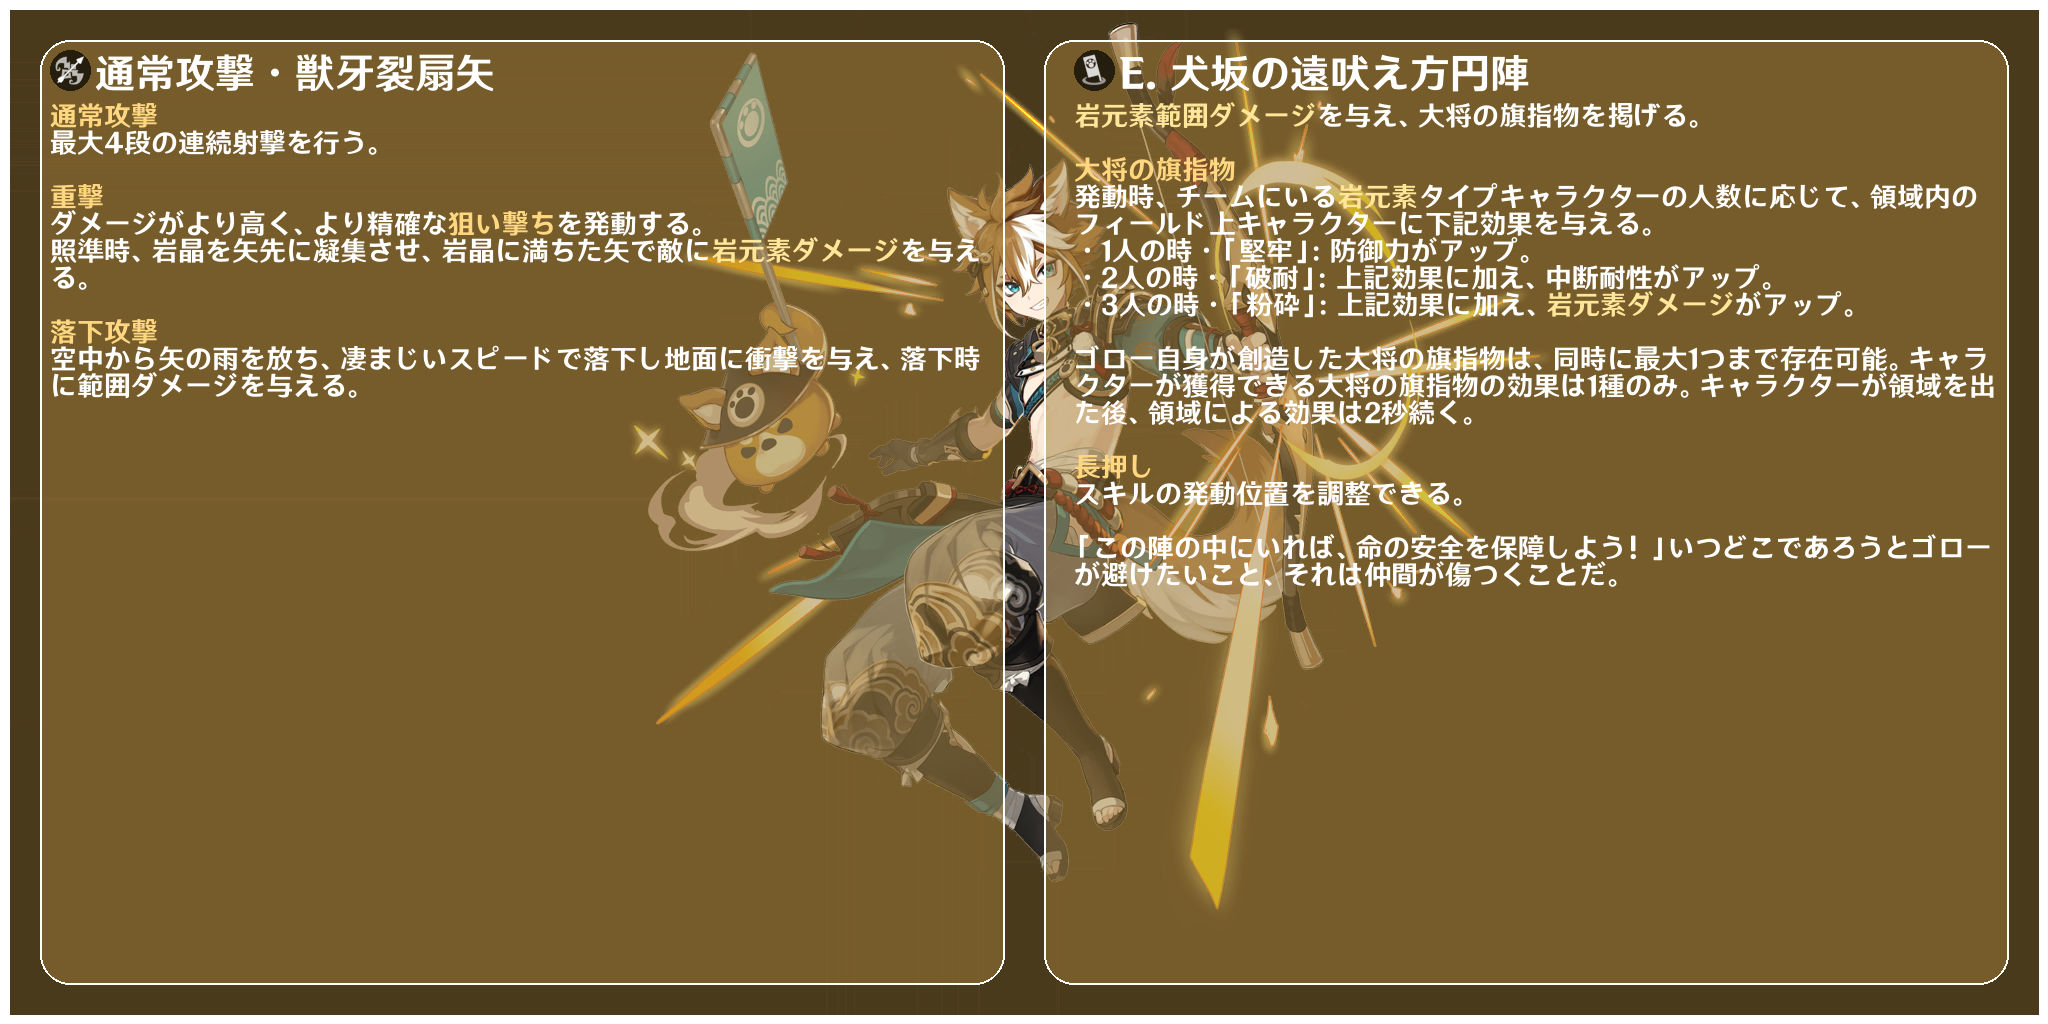 通常攻撃・獣牙裂扇矢
通常攻撃
最大4段の連続射撃を行う。
重撃
ダメージがより高く、より精確な狙い撃ちを発動する。
照準時、岩晶を矢先に凝集させ、岩晶に満ちた矢で敵に岩元素ダメージを与え
る。
落下攻撃
空中から矢の雨を放ち、凄まじいスピードで落下し地面に衝撃を与え、落下時
に範囲ダメージを与える。
E. 犬坂の遠吠え方円陣
岩元素範囲ダメージを与え、大将の旗指物を掲げる。
大将の旗指物
発動時、チームにいる岩元素タイプキャラクターの人数に応じて、領域内の
フィールド上キャラクターに下記効果を与える。
・1人の時・「堅牢」: 防御力がアップ。
・2人の時・「破耐」: 上記効果に加え、中断耐性がアップ。
・3人の時・「粉砕」: 上記効果に加え、岩元素ダメージがアップ。
ゴロー自身が創造した大将の旗指物は、同時に最大1つまで存在可能。キャラ
クターが獲得できる大将の旗指物の効果は1種のみ。キャラクターが領域を出
た後、領域による効果は2秒続く。
長押し
スキルの発動位置を調整できる。
「この陣の中にいれば、命の安全を保障しよう！」いつどこであろうとゴロー
が避けたいこと、それは仲間が傷つくことだ。